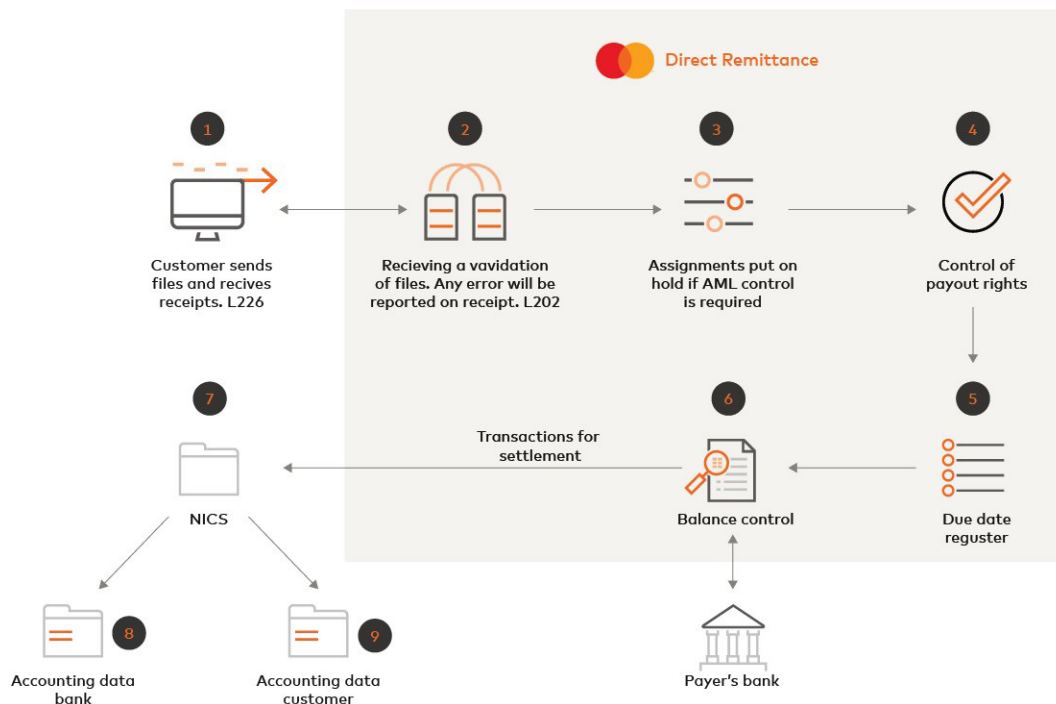 Direct Remittance
1
2
3
4
Customer sends
files and recives
receipts. L226
Recieving a vavidation
of files. Any error will be
reported on receipt. L202
Assignments put on
hold if AML control
is required
Control of
payout rights
7
6
5
Transactions for
settlement
NICS
Balance control
Due date
reguster
8
9
Accounting data
bank
Accounting data
customer
Payer's bank